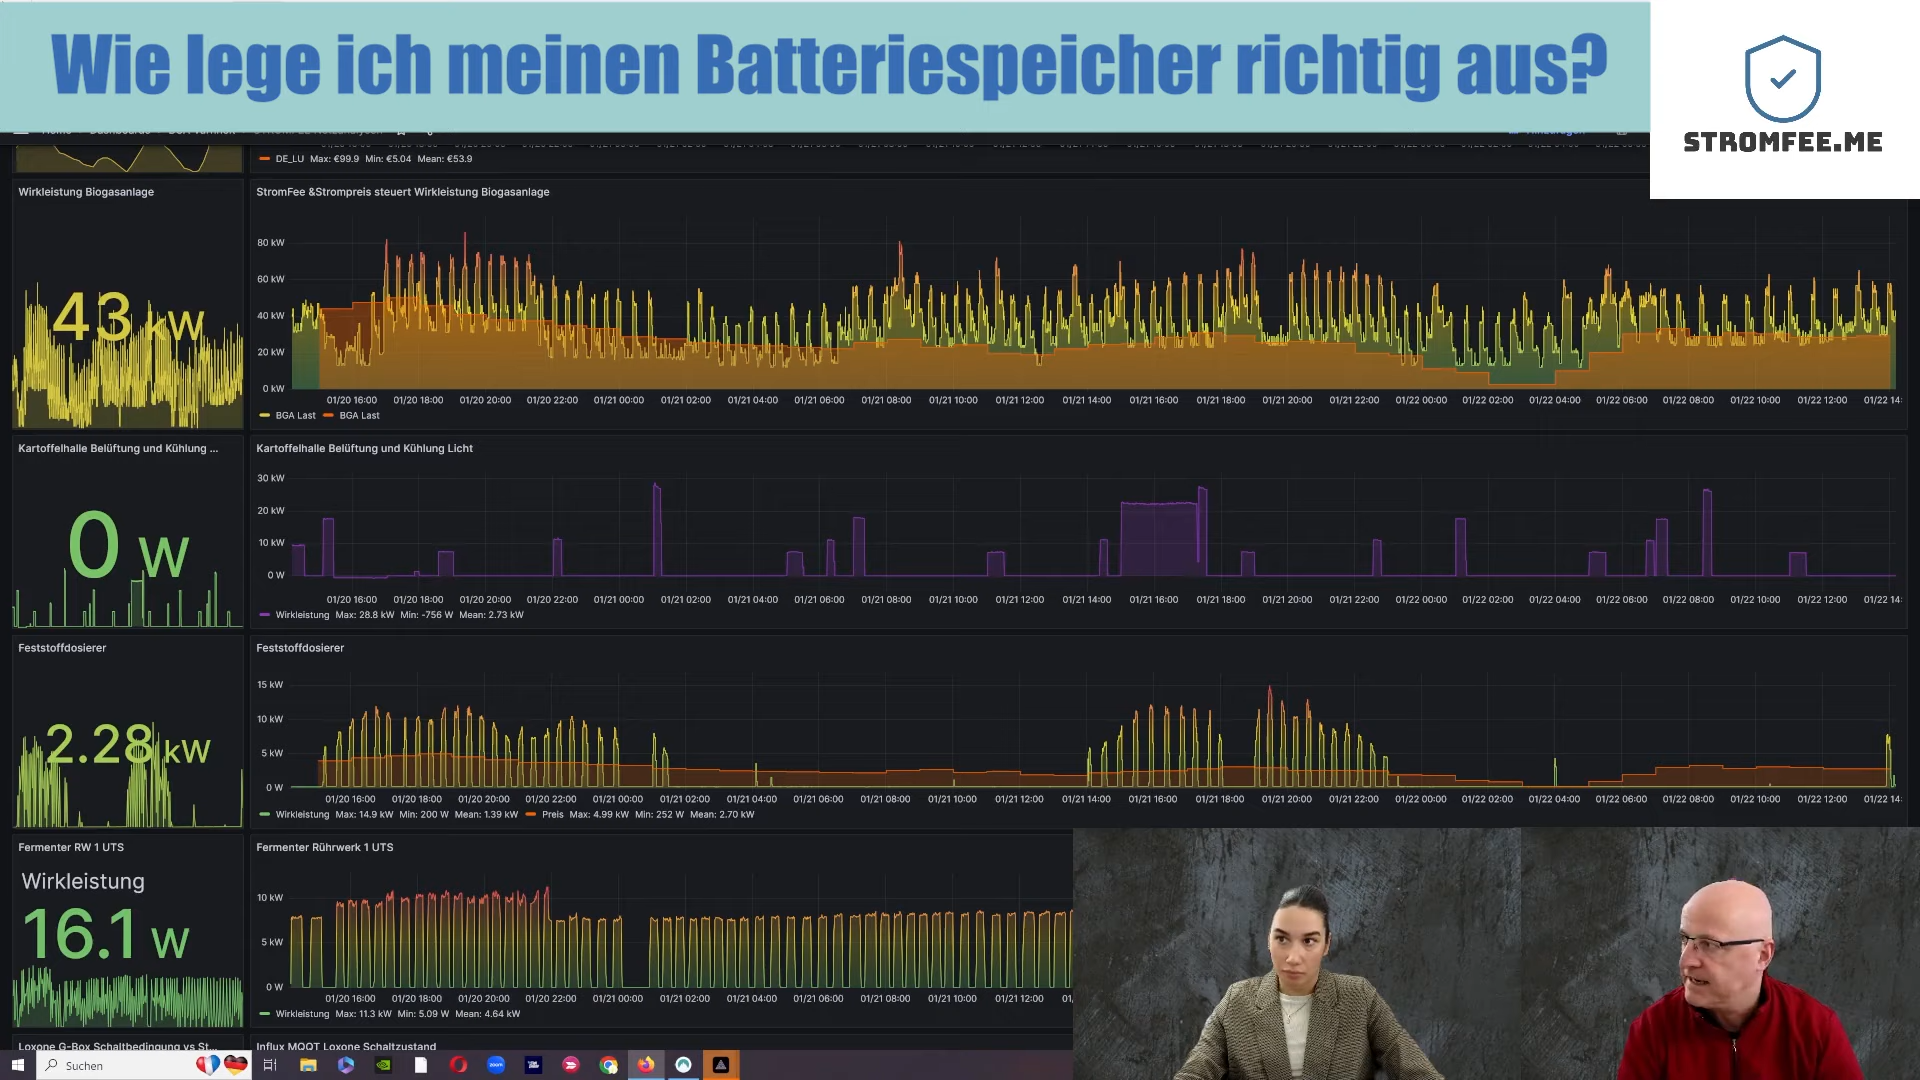 Wie lege ich meinen Batteriespeicher richtig aus?
STROMFEE.ME
DE_LU Max: €99.9 Min: €5.04 Mean: €53.9
Wirkleistung Biogasanlage
43 kW
StromFee &Strompreis steuert Wirkleistung Biogasanlage
80 kW
60 kW
40 kW
20 kW
0 kW
01/20 16:00 01/20 18:00 01/20 20:00 01/20 22:00 01/21 00:00 01/21 02:00 01/21 04:00 01/21 06:00 01/21 08:00 01/21 10:00 01/21 12:00 01/21 14:00 01/21 16:00 01/21 18:00 01/21 20:00 01/21 22:00 01/22 00:00 01/22 02:00 01/22 04:00 01/22 06:00 01/22 08:00 01/22 10:00 01/22 12:00 01/22 14:
BGA Last BGA Last
Kartoffelhalle Belüftung und Kühlung ...
0 W
Kartoffelhalle Belüftung und Kühlung Licht
30 kW
20 kW
10 kW
0 W
01/20 16:00 01/20 18:00 01/20 20:00 01/20 22:00 01/21 00:00 01/21 02:00 01/21 04:00 01/21 06:00 01/21 08:00 01/21 10:00 01/21 12:00 01/21 14:00 01/21 16:00 01/21 18:00 01/21 20:00 01/21 22:00 01/22 00:00 01/22 02:00 01/22 04:00 01/22 06:00 01/22 08:00 01/22 10:00 01/22 12:00 01/22 14:
Wirkleistung Max: 28.8 kW Min: -756 W Mean: 2.73 kW
Feststoffdosierer
2.28 kW
Feststoffdosierer
15 kW
10 kW
5 kW
0 W
01/20 16:00 01/20 18:00 01/20 20:00 01/20 22:00 01/21 00:00 01/21 02:00 01/21 04:00 01/21 06:00 01/21 08:00 01/21 10:00 01/21 12:00 01/21 14:00 01/21 16:00 01/21 18:00 01/21 20:00 01/21 22:00 01/22 00:00 01/22 02:00 01/22 04:00 01/22 06:00 01/22 08:00 01/22 10:00 01/22 12:00 01/22 14:
Wirkleistung Max: 14.9 kW Min: 200 W Mean: 1.39 kW Preis Max: 4.99 kW Min: 252 W Mean: 2.70 kW
Fermenter RW 1 UTS
Wirkleistung
16.1 W
Fermenter Rührwerk 1 UTS
10 kW
5 kW
0 W
01/20 16:00 01/20 18:00 01/20 20:00 01/20 22:00 01/21 00:00 01/21 02:00 01/21 04:00 01/21 06:00 01/21 08:00 01/21 10:00 01/21 12:00 01/
Wirkleistung Max: 11.3 kW Min: 5.09 W Mean: 4.64 kW
Loxone G-Box Schaltbedingung vs St...
Influx MQQT Loxone Schaltzustand
Suchen
zoom